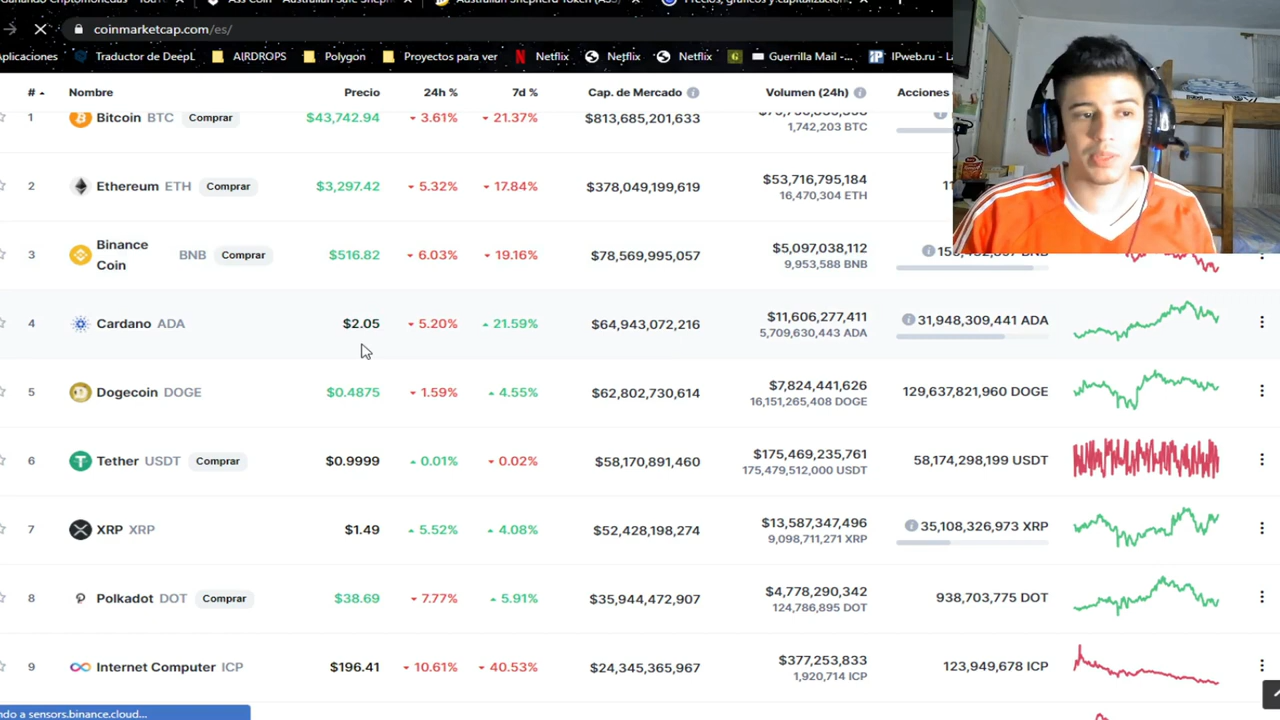 coinmarketcap.com/es/
Traductor de DeepL AIRDROPS Polygon Proyectos para ver Netflix Netflix Netflix Guerrilla Mail -... IPweb.ru -
# Nombre Precio 24h % 7d % Cap. de Mercado Volumen (24h) Acciones
1 Bitcoin BTC Comprar $43,742.94 3.61% 21.37% $813,685,201,633
1,742,203 BTC
2 Ethereum ETH Comprar $3,297.42 5.32% 17.84% $378,049,199,619 $53,716,795,184
16,470,304 ETH
3 Binance Coin BNB Comprar $516.82 6.03% 19.16% $78,569,995,057 $5,097,038,112
9,953,588 BNB
4 Cardano ADA $2.05 5.20% 21.59% $64,943,072,216 $11,606,277,411 31,948,309,441 ADA
5,709,630,443 ADA
5 Dogecoin DOGE $0.4875 1.59% 4.55% $62,802,730,614 $7,824,441,626 129,637,821,960 DOGE
16,151,265,408 DOGE
6 Tether USDT Comprar $0.9999 0.01% 0.02% $58,170,891,460 $175,469,235,761 58,174,298,199 USDT
175,479,512,000 USDT
7 XRP XRP $1.49 5.52% 4.08% $52,428,198,274 $13,587,347,496 35,108,326,973 XRP
9,098,711,271 XRP
8 Polkadot DOT Comprar $38.69 7.77% 5.91% $35,944,472,907 $4,778,290,342 938,703,775 DOT
124,786,895 DOT
9 Internet Computer ICP $196.41 10.61% 40.53% $24,345,365,967 $377,253,833 123,949,678 ICP
1,920,714 ICP
a sensors.binance.cloud...